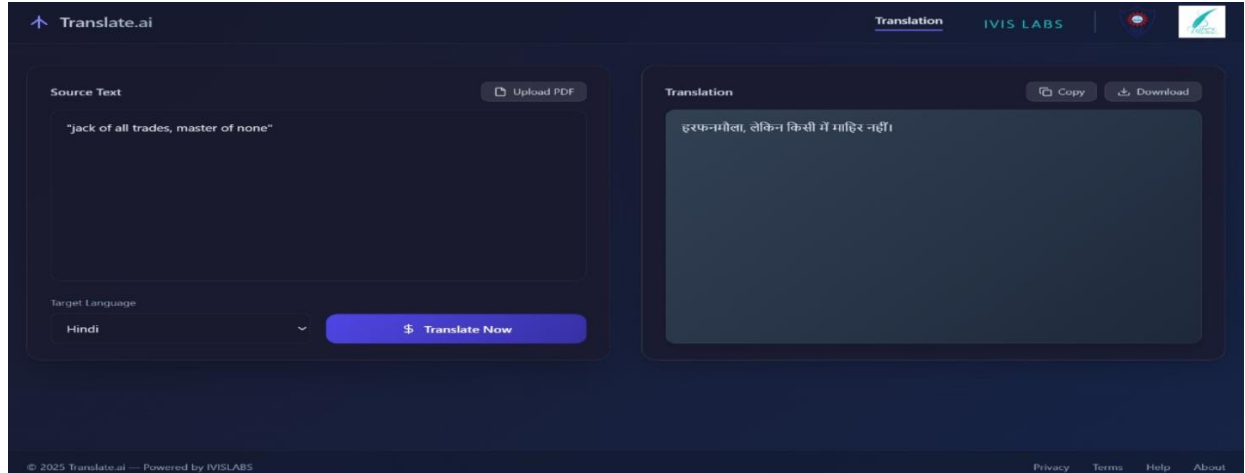 Translate.ai
Translation
IVIS LABS
Source Text
Upload PDF
"jack of all trades, master of none"
Target Language
Hindi
$ Translate Now
Translation
Copy
Download
हरफनमौला, लेकिन किसी में माहिर नहीं।
© 2025 Translate.ai — Powered by IVISLABS
Privacy Terms Help About